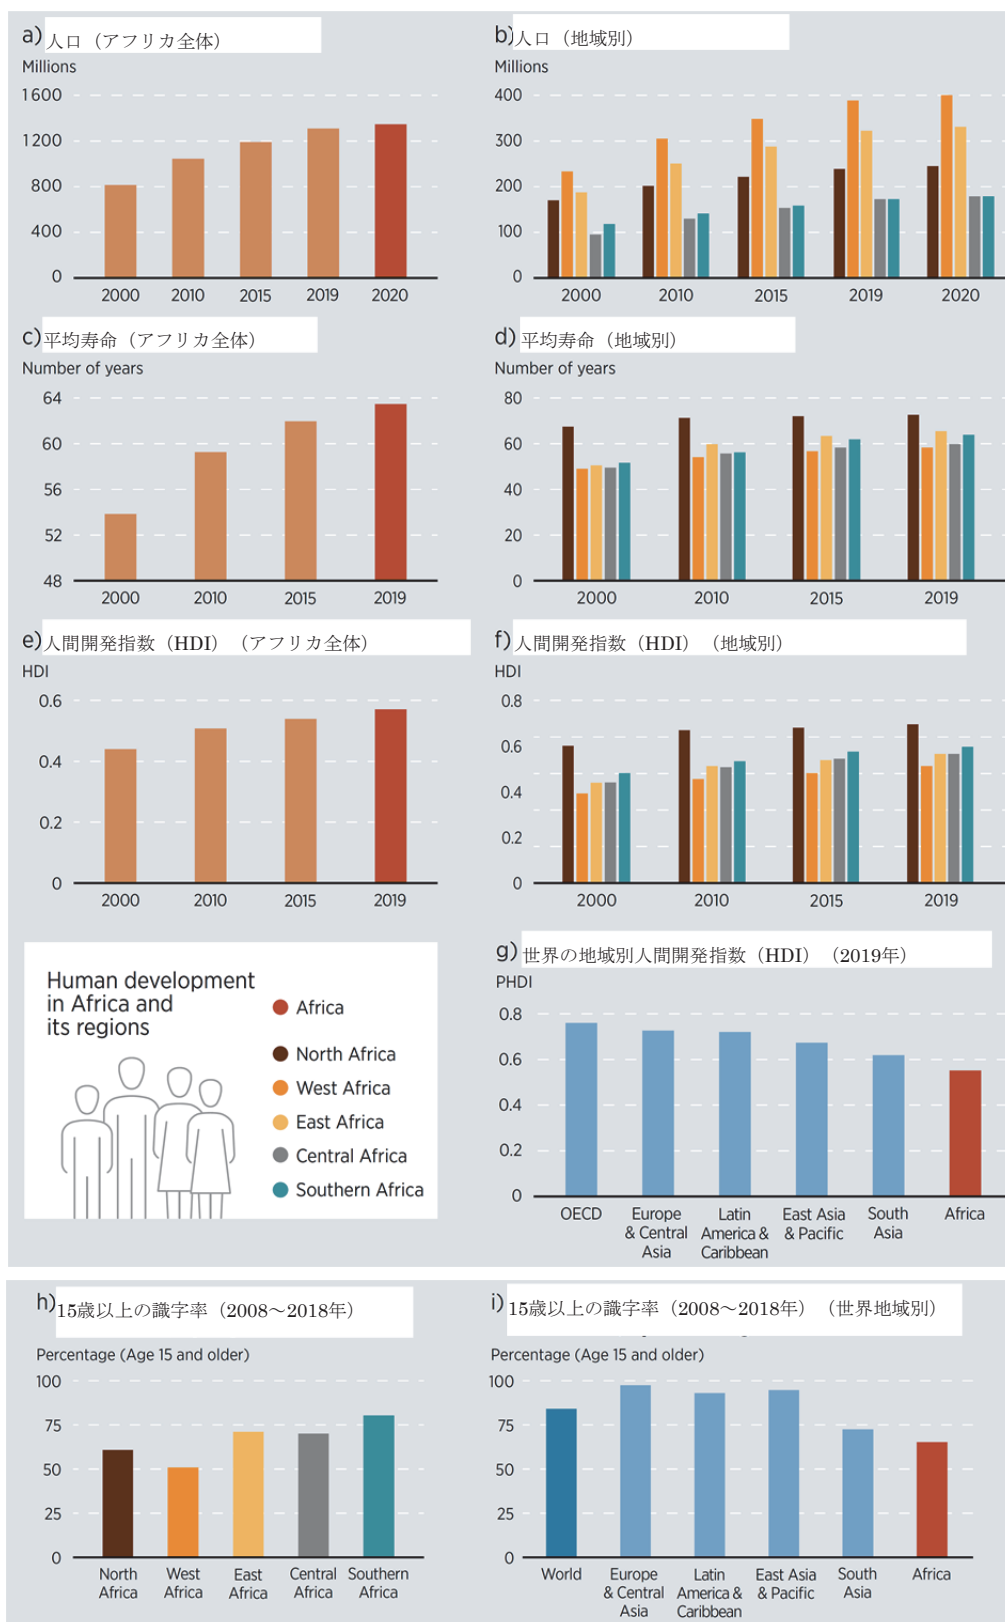 a) 人口（アフリカ全体）
Millions
1600
1200
800
400
0
2000 2010 2015 2019 2020
b) 人口（地域別）
Millions
400
300
200
100
0
2000 2010 2015 2019 2020
c) 平均寿命（アフリカ全体）
Number of years
64
60
56
52
48
2000 2010 2015 2019
d) 平均寿命（地域別）
Number of years
80
60
40
20
0
2000 2010 2015 2019
e) 人間開発指数（HDI）（アフリカ全体）
HDI
0.6
0.4
0.2
0
2000 2010 2015 2019
f) 人間開発指数（HDI）（地域別）
HDI
0.8
0.6
0.4
0.2
0
2000 2010 2015 2019
Human development
in Africa and
its regions
Africa
North Africa
West Africa
East Africa
Central Africa
Southern Africa
g) 世界の地域別人間開発指数（HDI）（2019年）
PHDI
0.8
0.6
0.4
0.2
0
OECD
Europe
& Central
Asia
Latin
America &
Caribbean
East Asia
& Pacific
South
Asia
Africa
h) 15歳以上の識字率（2008〜2018年）
Percentage (Age 15 and older)
100
75
50
25
0
North
Africa
West
Africa
East
Africa
Central
Africa
Southern
Africa
i) 15歳以上の識字率（2008〜2018年）（世界地域別）
Percentage (Age 15 and older)
100
75
50
25
0
World
Europe
& Central
Asia
Latin
America &
Caribbean
East Asia
& Pacific
South
Asia
Africa